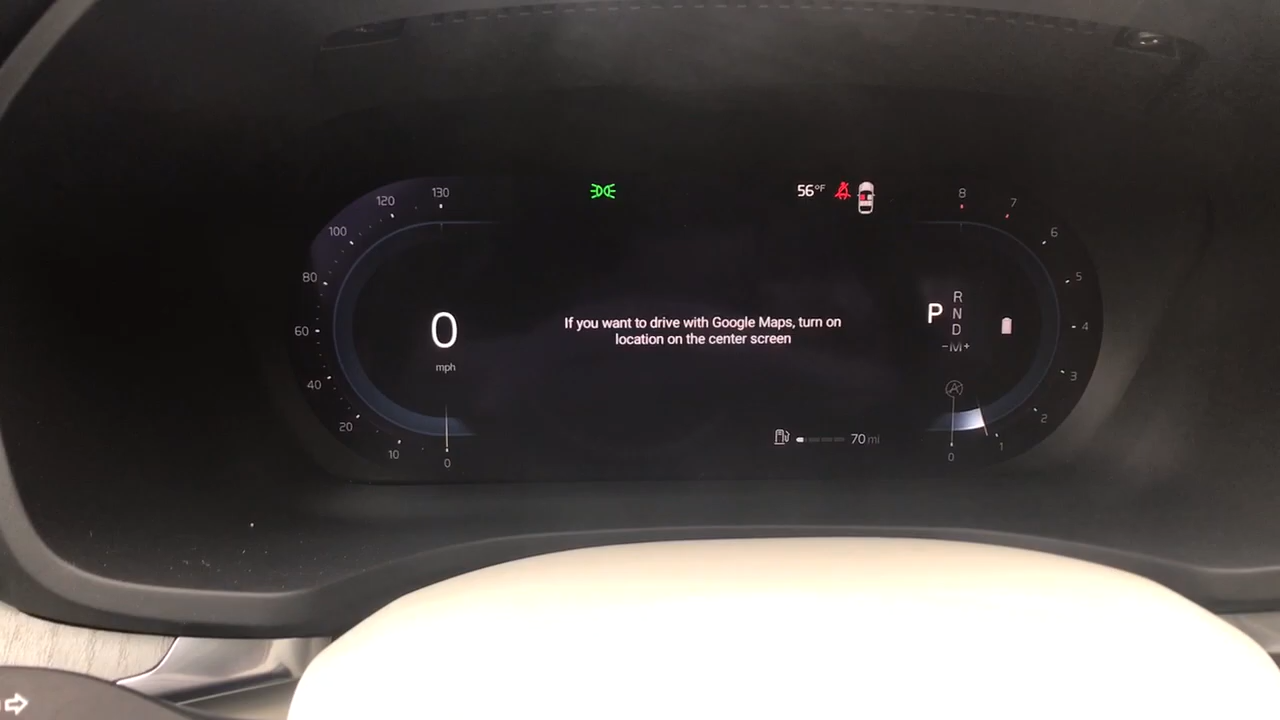 130
120
100
80
60
40
20
10
0
0
mph
56°F
If you want to drive with Google Maps, turn on
location on the center screen
70 mi
P
R
N
D
-M+
A
8
7
6
5
4
3
2
1
0